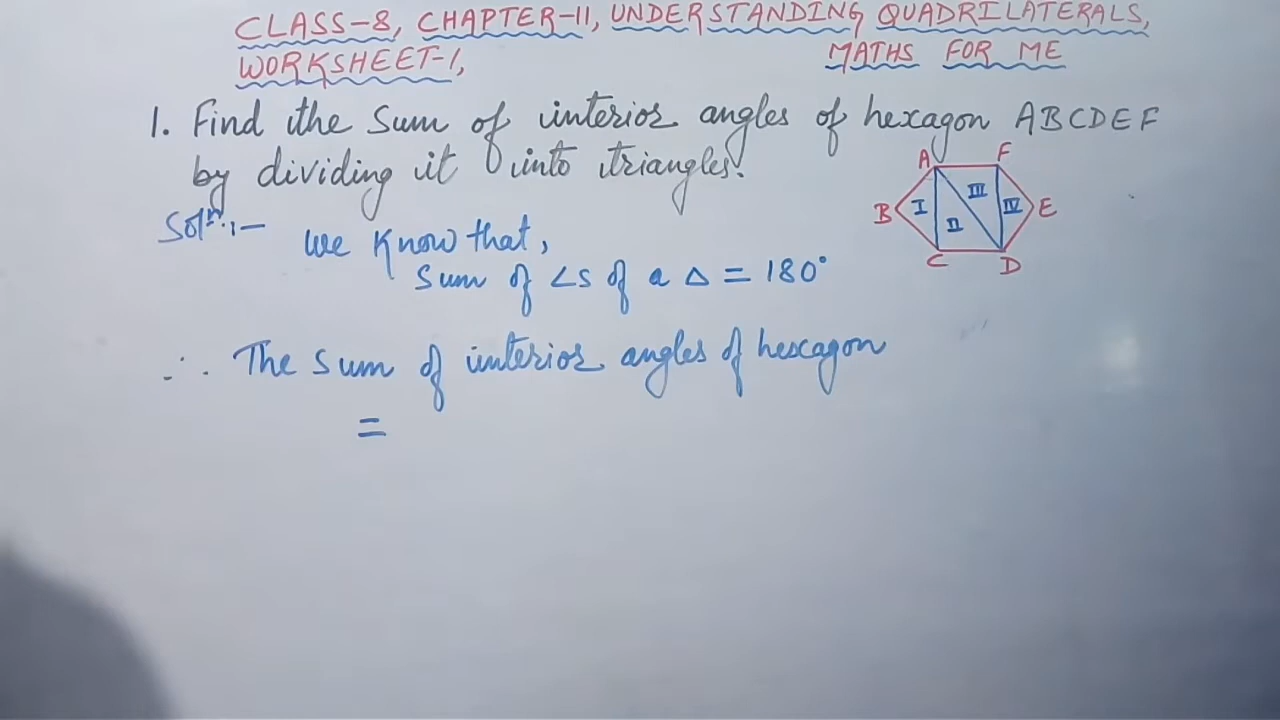 CLASS-8, CHAPTER-11, UNDERSTANDING QUADRILATERALS,
WORKSHEET-1, MATHS FOR ME
1. Find the Sum of interior angles of hexagon ABCDEF
by dividing it into triangles.
A F
B I II III IV E
C D
Solⁿ:-
We Know that,
Sum of ∠s of a Δ = 180°
∴ The Sum of interior angles of hexagon
=